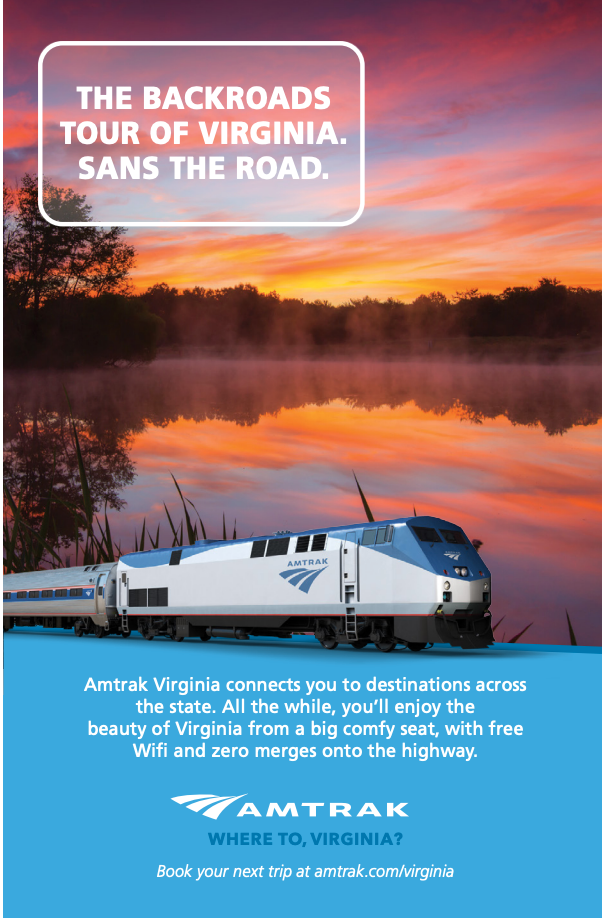 THE BACKROADS
TOUR OF VIRGINIA.
SANS THE ROAD.
AMTRAK
Amtrak Virginia connects you to destinations across
the state. All the while, you'll enjoy the
beauty of Virginia from a big comfy seat, with free
Wifi and zero merges onto the highway.
AMTRAK
WHERE TO, VIRGINIA?
Book your next trip at amtrak.com/virginia